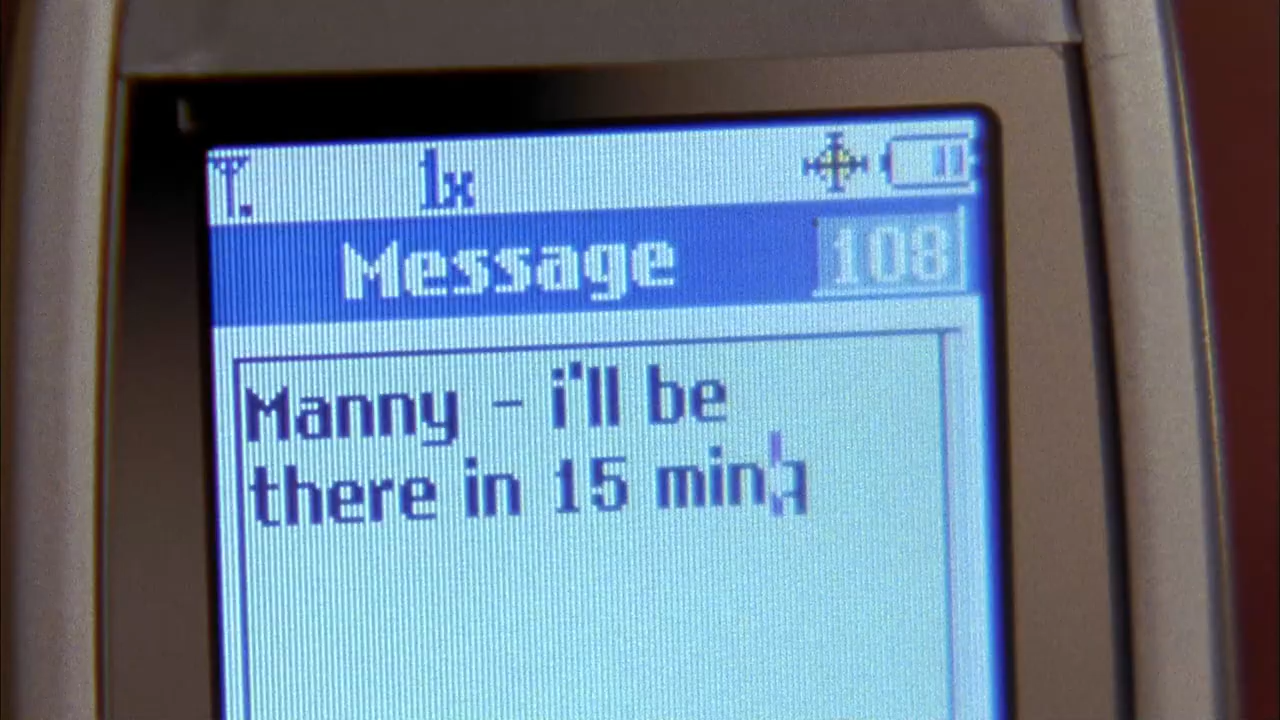 1x
Message
108
Manny - i'll be
there in 15 min